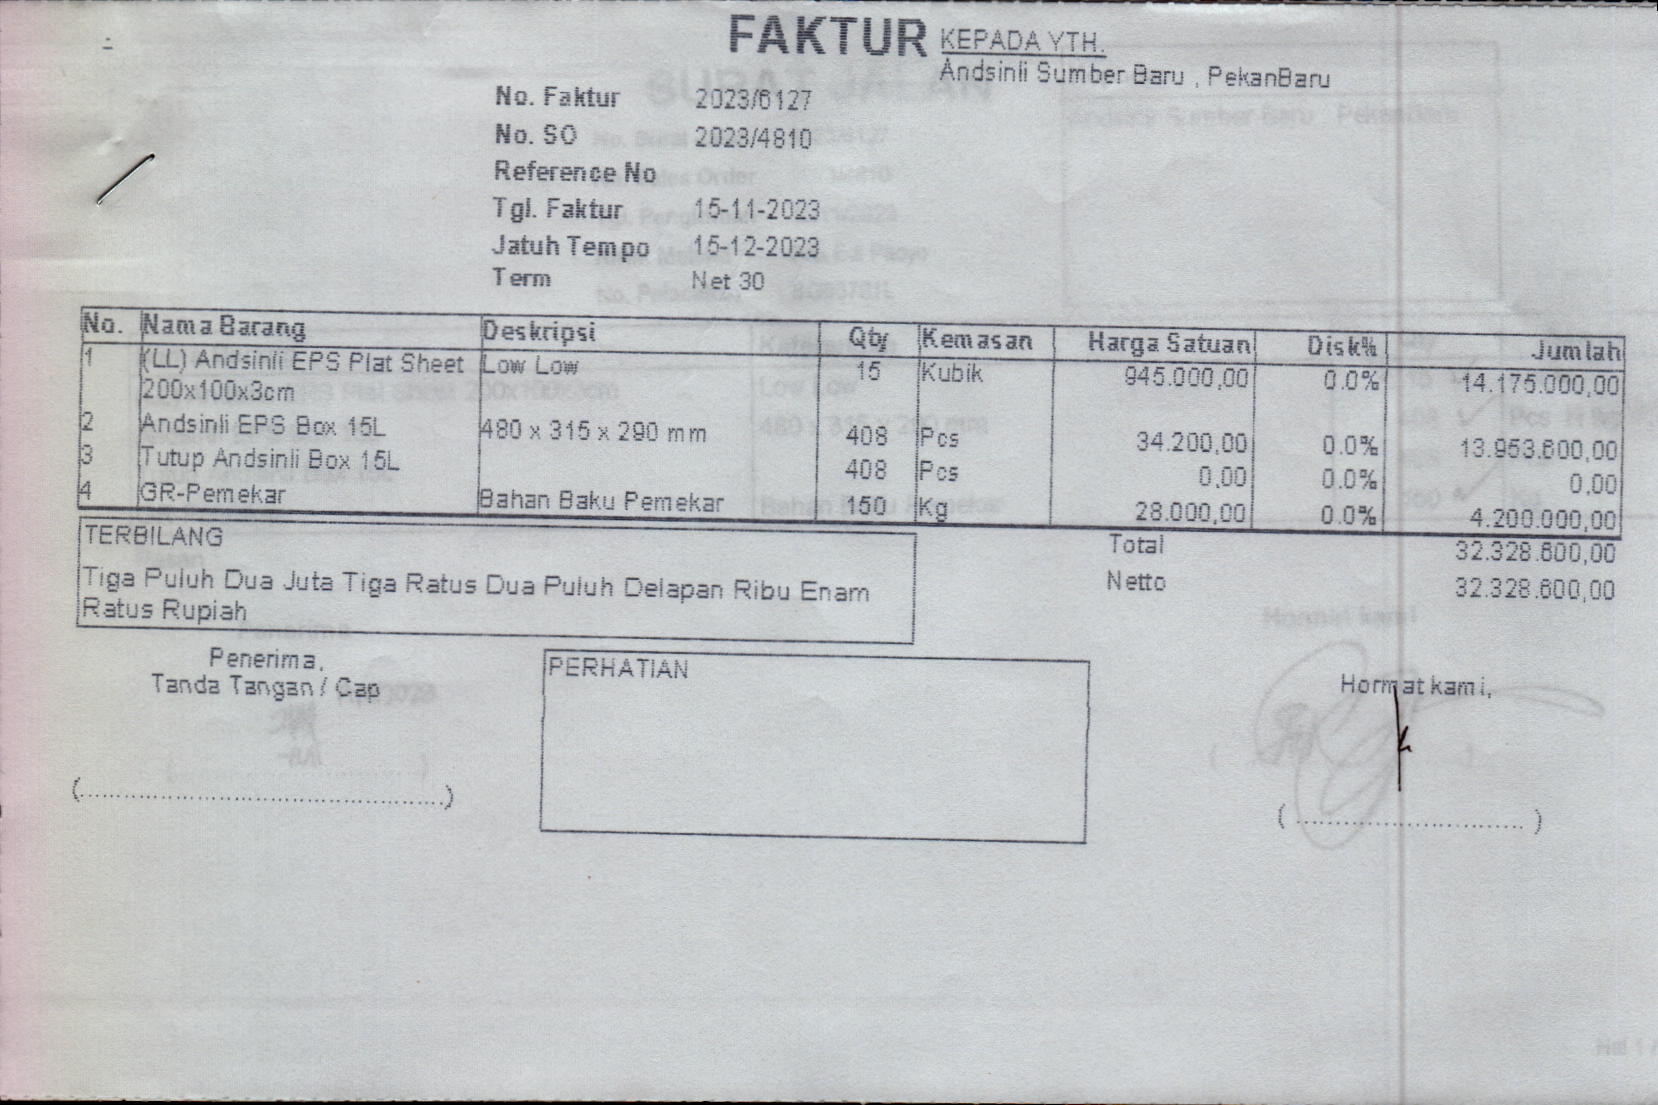 FAKTUR
KEPADA YTH.
Andsinli Sumber Baru , PekanBaru
No. Faktur 2023/6127
No. SO 2023/4810
Reference No
Tgl. Faktur 15-11-2023
Jatuh Tempo 15-12-2023
Term Net 30
No. Nama Barang Deskripsi Qty Kemasan Harga Satuan Disk% Jumlah
1 (LL) Andsinli EPS Plat Sheet Low Low 15 Kubik 945.000,00 0.0% 14.175.000,00
200x100x3cm
2 Andsinli EPS Box 15L 480 x 315 x 290 mm 408 Pcs 34.200,00 0.0% 13.953.600,00
3 Tutup Andsinli Box 15L 408 Pcs 0,00 0.0% 0,00
4 GR-Pemekar Bahan Baku Pemekar 150 Kg 28.000,00 0.0% 4.200.000,00
TERBILANG
Tiga Puluh Dua Juta Tiga Ratus Dua Puluh Delapan Ribu Enam
Ratus Rupiah
Total 32.328.600,00
Netto 32.328.600,00
Penerima,
Tanda Tangan / Cap
PERHATIAN
Hormat kami,
(....................................................)
( ................................ )